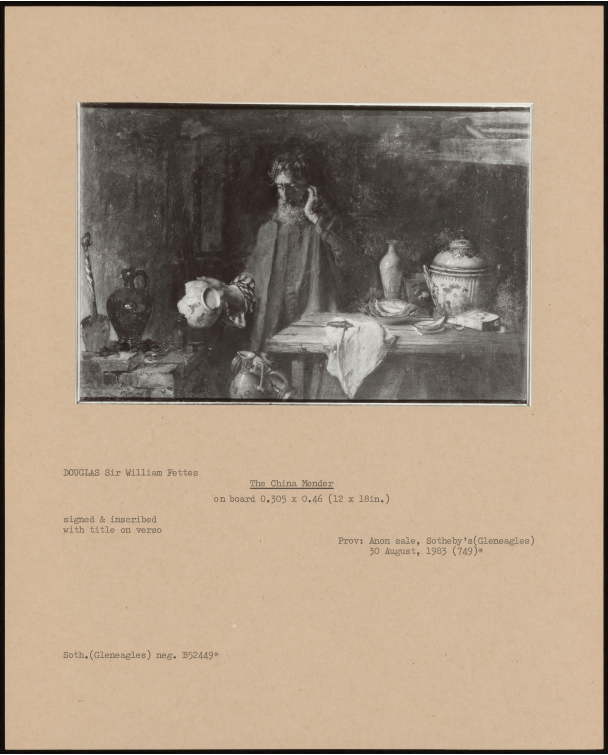 DOUGLAS Sir William Fettes
The China Mender
on board 0.305 x 0.46 (12 x 18in.)
signed & inscribed
with title on verso
Prov: Anon sale, Sotheby's(Gleneagles)
30 August, 1983 (749)*
Soth.(Gleneagles) neg. B52449*